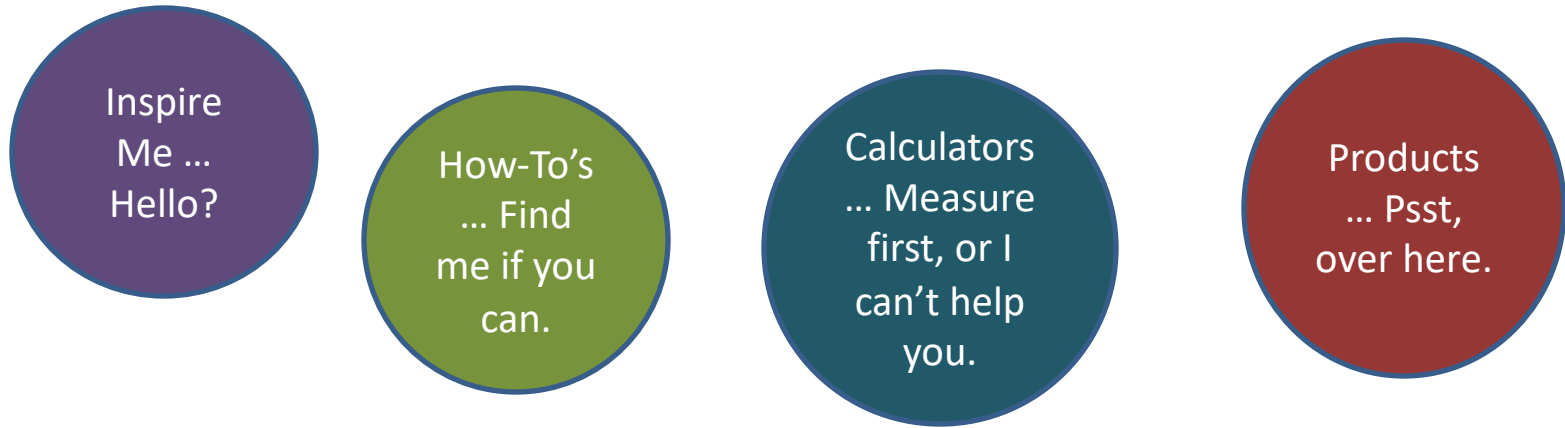 Inspire
Me …
Hello?
How-To’s
… Find
me if you
can.
Calculators
… Measure
first, or I
can’t help
you.
Products
… Psst,
over here.